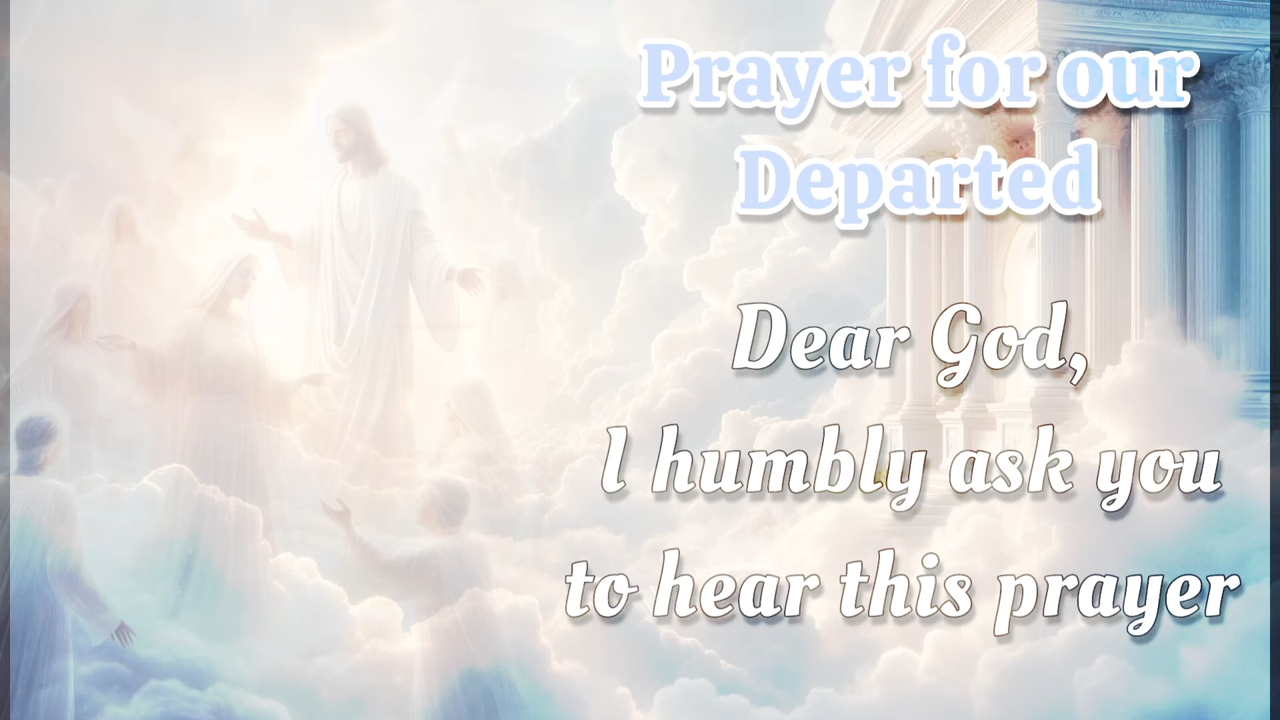 Prayer for our
Departed
Dear God,
I humbly ask you
to hear this prayer